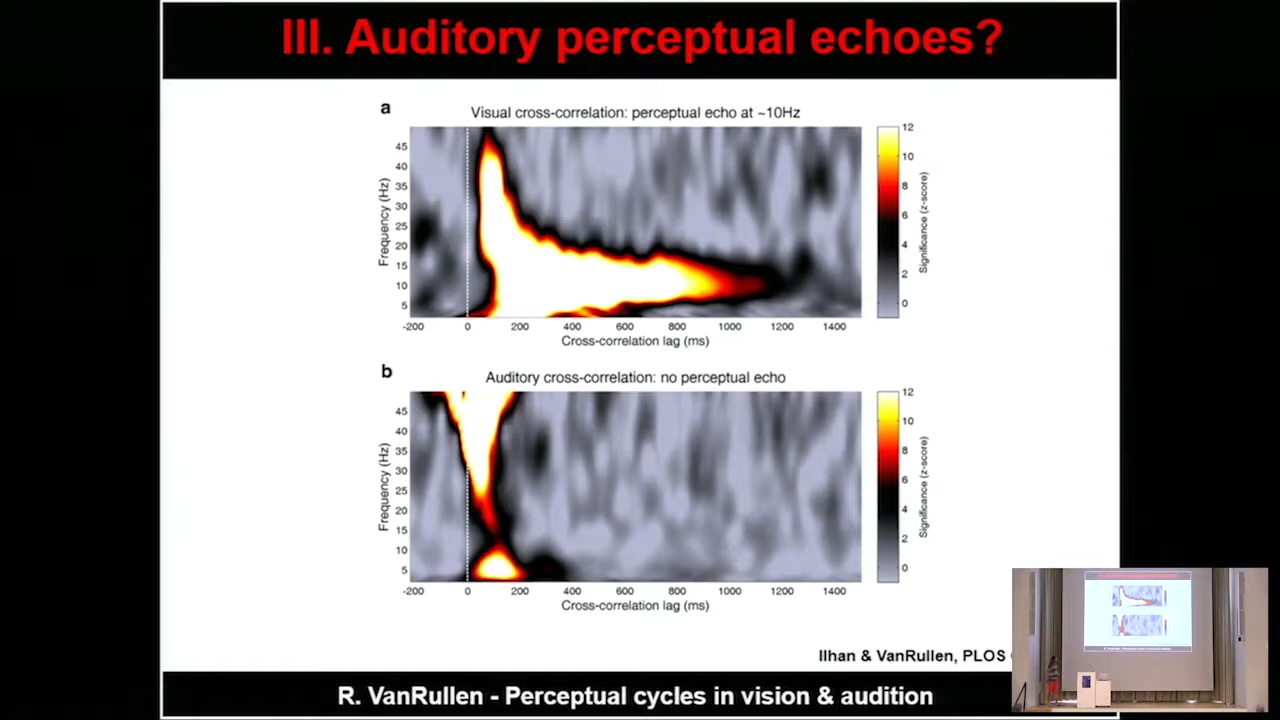 III. Auditory perceptual echoes?
a
Visual cross-correlation: perceptual echo at ~10Hz
Frequency (Hz)
45
40
35
30
25
20
15
10
5
-200 0 200 400 600 800 1000 1200 1400
Cross-correlation lag (ms)
12
10
8
6
4
2
0
Significance (z-score)
b
Auditory cross-correlation: no perceptual echo
Frequency (Hz)
45
40
35
30
25
20
15
10
5
-200 0 200 400 600 800 1000 1200 1400
Cross-correlation lag (ms)
12
10
8
6
4
2
0
Significance (z-score)
Ilhan & VanRullen, PLOS
R. VanRullen - Perceptual cycles in vision & audition